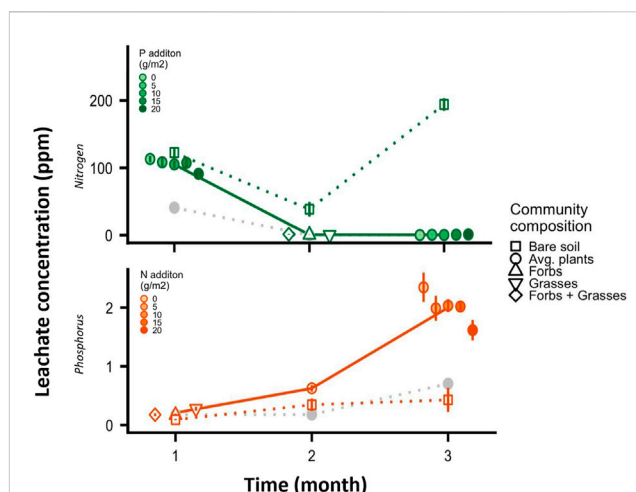 P additon
(g/m2)
0
5
10
15
20
200
100
0
Nitrogen
Leachate concentration (ppm)
N additon
(g/m2)
0
5
10
15
20
2
1
0
Phosphorus
1 2 3
Time (month)
Community
composition
Bare soil
Avg. plants
Forbs
Grasses
Forbs + Grasses